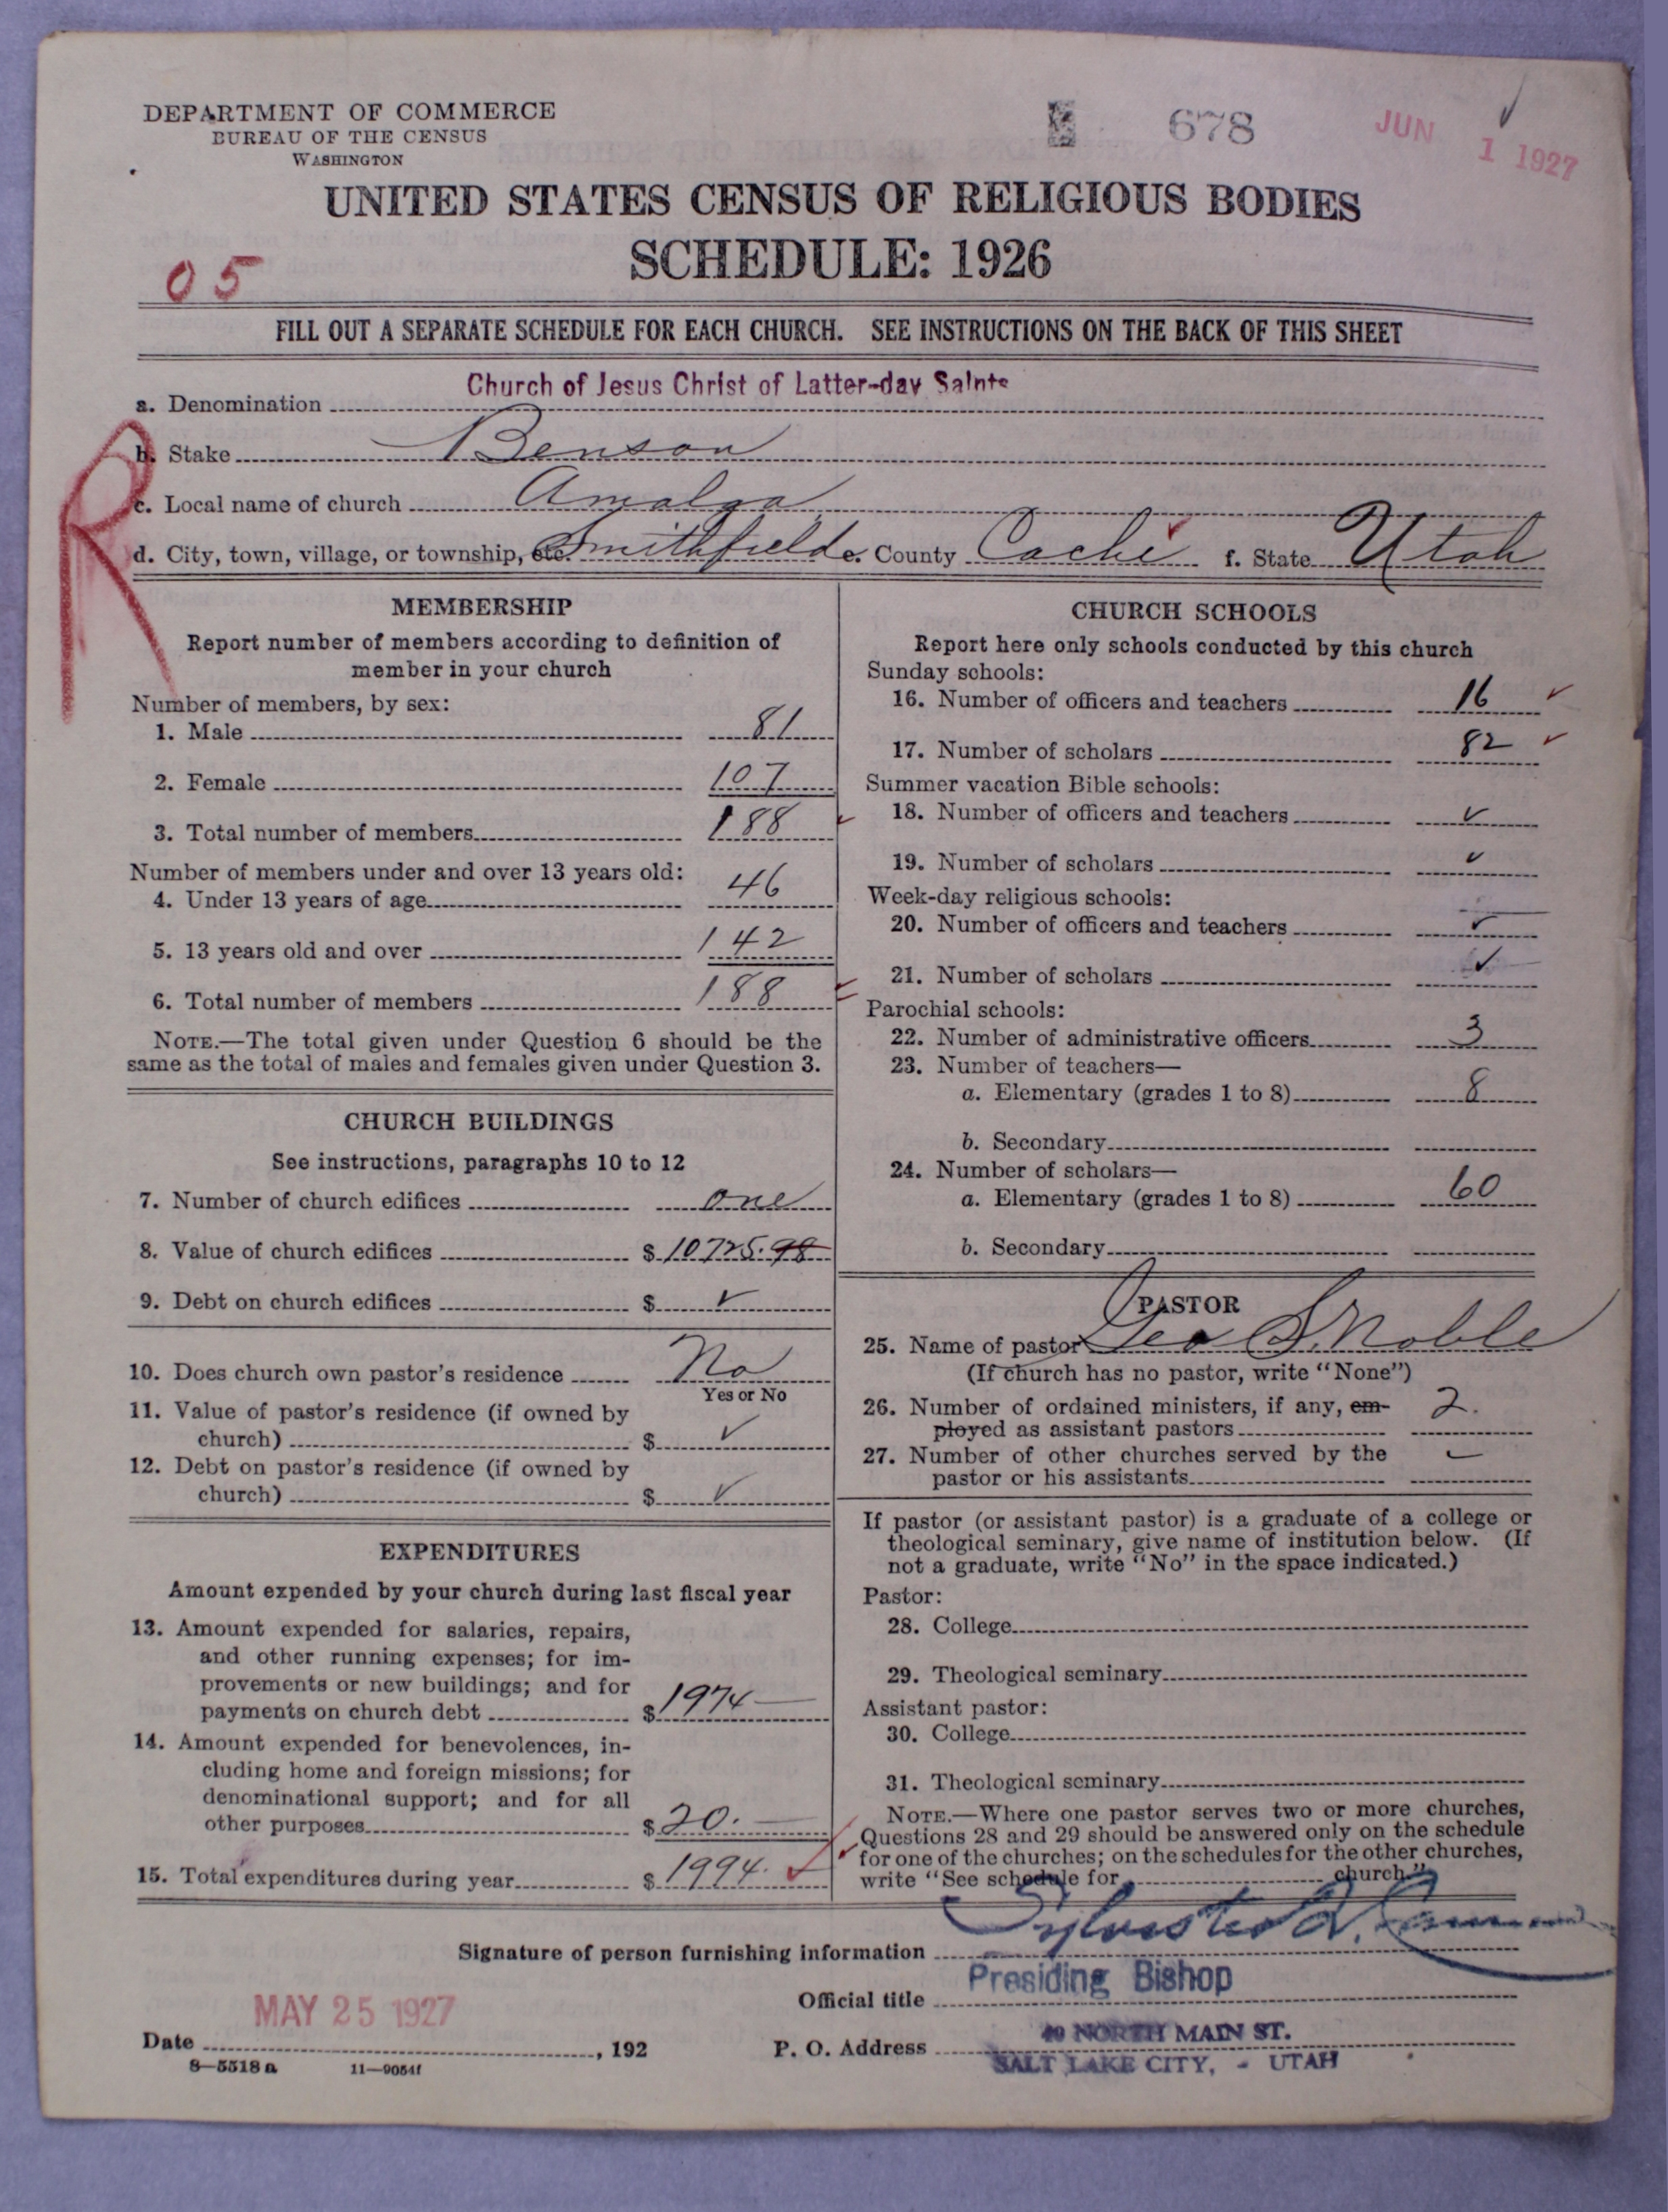 DEPARTMENT OF COMMERCE
BUREAU OF THE CENSUS
WASHINGTON
678
JUN 1 1927
UNITED STATES CENSUS OF RELIGIOUS BODIES
SCHEDULE: 1926
05
FILL OUT A SEPARATE SCHEDULE FOR EACH CHURCH. SEE INSTRUCTIONS ON THE BACK OF THIS SHEET
R
a. Denomination Church of Jesus Christ of Latter-day Saints
b. Stake Benson
c. Local name of church Amalga
d. City, town, village, or township, etc. Smithfield e. County Cache f. State Utah
MEMBERSHIP
Report number of members according to definition of
member in your church
Number of members, by sex:
1. Male 81
2. Female 107
3. Total number of members 188
Number of members under and over 13 years old:
4. Under 13 years of age 46
5. 13 years old and over 142
6. Total number of members 188
NOTE.—The total given under Question 6 should be the
same as the total of males and females given under Question 3.
CHURCH BUILDINGS
See instructions, paragraphs 10 to 12
7. Number of church edifices one
8. Value of church edifices $ 10725.98
9. Debt on church edifices $ ✓
10. Does church own pastor's residence No
Yes or No
11. Value of pastor's residence (if owned by
church) $ ✓
12. Debt on pastor's residence (if owned by
church) $ ✓
EXPENDITURES
Amount expended by your church during last fiscal year
13. Amount expended for salaries, repairs,
and other running expenses; for im-
provements or new buildings; and for
payments on church debt $ 1974 —
14. Amount expended for benevolences, in-
cluding home and foreign missions; for
denominational support; and for all
other purposes $ 20. —
15. Total expenditures during year $ 1994. ✓
CHURCH SCHOOLS
Report here only schools conducted by this church
Sunday schools:
16. Number of officers and teachers 16 ✓
17. Number of scholars 82 ✓
Summer vacation Bible schools:
18. Number of officers and teachers ✓
19. Number of scholars ✓
Week-day religious schools:
20. Number of officers and teachers ✓
21. Number of scholars ✓
Parochial schools:
22. Number of administrative officers 3
23. Number of teachers—
a. Elementary (grades 1 to 8) 8
b. Secondary
24. Number of scholars—
a. Elementary (grades 1 to 8) 60
b. Secondary
PASTOR
25. Name of pastor Geo S. Noble
(If church has no pastor, write "None")
26. Number of ordained ministers, if any, em- 2.
ployed as assistant pastors
27. Number of other churches served by the
pastor or his assistants
If pastor (or assistant pastor) is a graduate of a college or
theological seminary, give name of institution below. (If
not a graduate, write "No" in the space indicated.)
Pastor:
28. College
29. Theological seminary
Assistant pastor:
30. College
31. Theological seminary
NOTE.—Where one pastor serves two or more churches,
Questions 28 and 29 should be answered only on the schedule
for one of the churches; on the schedules for the other churches,
write "See schedule for church."
Signature of person furnishing information Sylvester Q. Cannon
Official title Presiding Bishop
Date MAY 25 1927, 192
P. O. Address 40 NORTH MAIN ST.
SALT LAKE CITY, - UTAH
8—5518 a 11—9054f